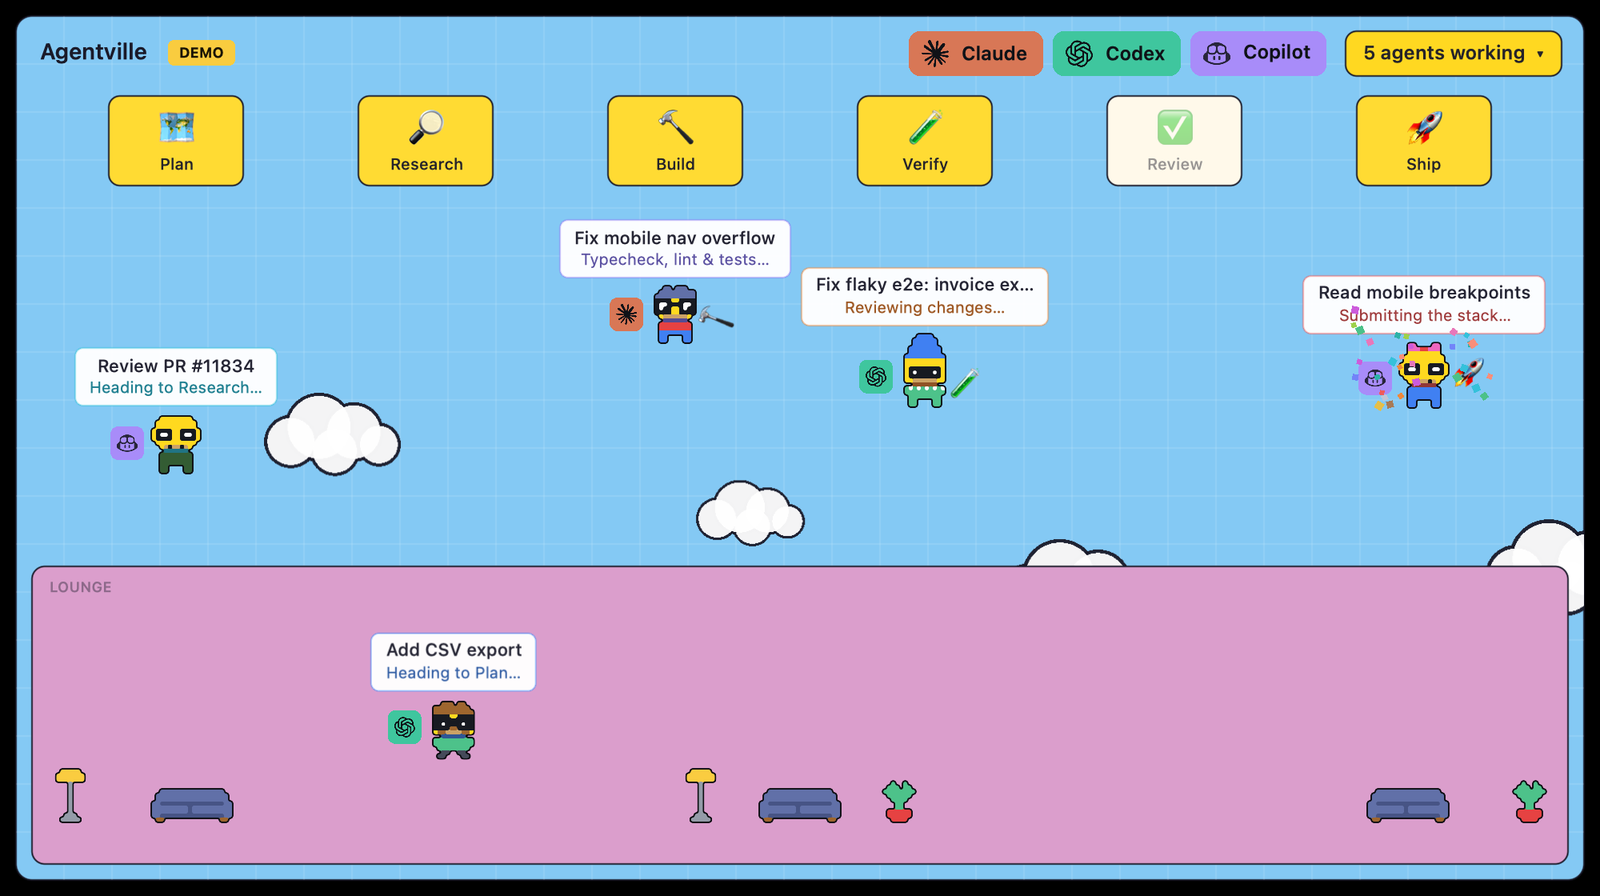 Agentville
DEMO
Claude
Codex
Copilot
5 agents working
Plan
Research
Build
Verify
Review
Ship
Fix mobile nav overflow
Typecheck, lint & tests...
Fix flaky e2e: invoice ex...
Reviewing changes...
Read mobile breakpoints
Submitting the stack...
Review PR #11834
Heading to Research...
LOUNGE
Add CSV export
Heading to Plan...